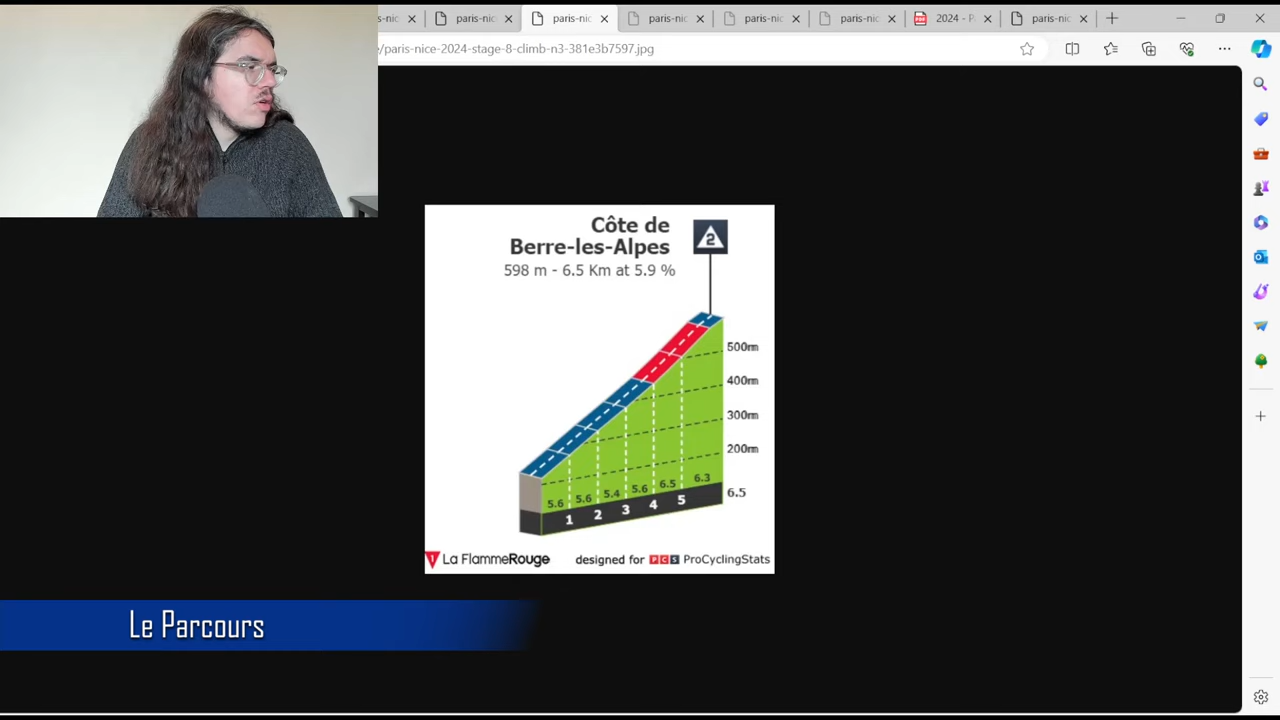 paris-nic
paris-nic
paris-nic
paris-nic
paris-nic
2024 - P
paris-nic
/paris-nice-2024-stage-8-climb-n3-381e3b7597.jpg
Côte de
Berre-les-Alpes
2
598 m - 6.5 Km at 5.9 %
500m
400m
300m
200m
5.6 5.6 5.4 5.6 6.5 6.3
1 2 3 4 5 6.5
1 La FlammeRouge designed for PCS ProCyclingStats
Le Parcours